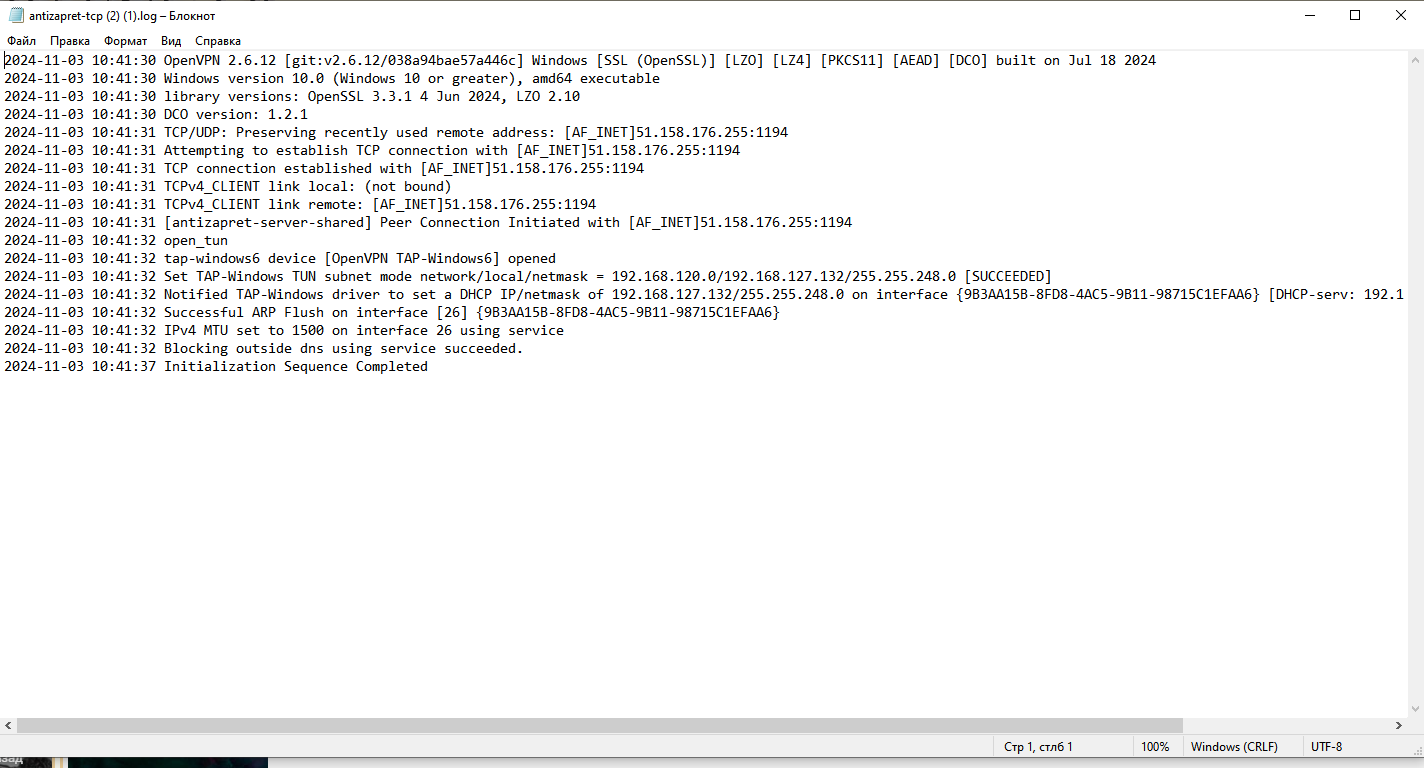 antizapret-tcp (2) (1).log – Блокнот
Файл Правка Формат Вид Справка
2024-11-03 10:41:30 OpenVPN 2.6.12 [git:v2.6.12/038a94bae57a446c] Windows [SSL (OpenSSL)] [LZO] [LZ4] [PKCS11] [AEAD] [DCO] built on Jul 18 2024
2024-11-03 10:41:30 Windows version 10.0 (Windows 10 or greater), amd64 executable
2024-11-03 10:41:30 library versions: OpenSSL 3.3.1 4 Jun 2024, LZO 2.10
2024-11-03 10:41:30 DCO version: 1.2.1
2024-11-03 10:41:31 TCP/UDP: Preserving recently used remote address: [AF_INET]51.158.176.255:1194
2024-11-03 10:41:31 Attempting to establish TCP connection with [AF_INET]51.158.176.255:1194
2024-11-03 10:41:31 TCP connection established with [AF_INET]51.158.176.255:1194
2024-11-03 10:41:31 TCPv4_CLIENT link local: (not bound)
2024-11-03 10:41:31 TCPv4_CLIENT link remote: [AF_INET]51.158.176.255:1194
2024-11-03 10:41:31 [antizapret-server-shared] Peer Connection Initiated with [AF_INET]51.158.176.255:1194
2024-11-03 10:41:32 open_tun
2024-11-03 10:41:32 tap-windows6 device [OpenVPN TAP-Windows6] opened
2024-11-03 10:41:32 Set TAP-Windows TUN subnet mode network/local/netmask = 192.168.120.0/192.168.127.132/255.255.248.0 [SUCCEEDED]
2024-11-03 10:41:32 Notified TAP-Windows driver to set a DHCP IP/netmask of 192.168.127.132/255.255.248.0 on interface {9B3AA15B-8FD8-4AC5-9B11-98715C1EFAA6} [DHCP-serv: 192.1
2024-11-03 10:41:32 Successful ARP Flush on interface [26] {9B3AA15B-8FD8-4AC5-9B11-98715C1EFAA6}
2024-11-03 10:41:32 IPv4 MTU set to 1500 on interface 26 using service
2024-11-03 10:41:32 Blocking outside dns using service succeeded.
2024-11-03 10:41:37 Initialization Sequence Completed
Стр 1, стлб 1 100% Windows (CRLF) UTF-8